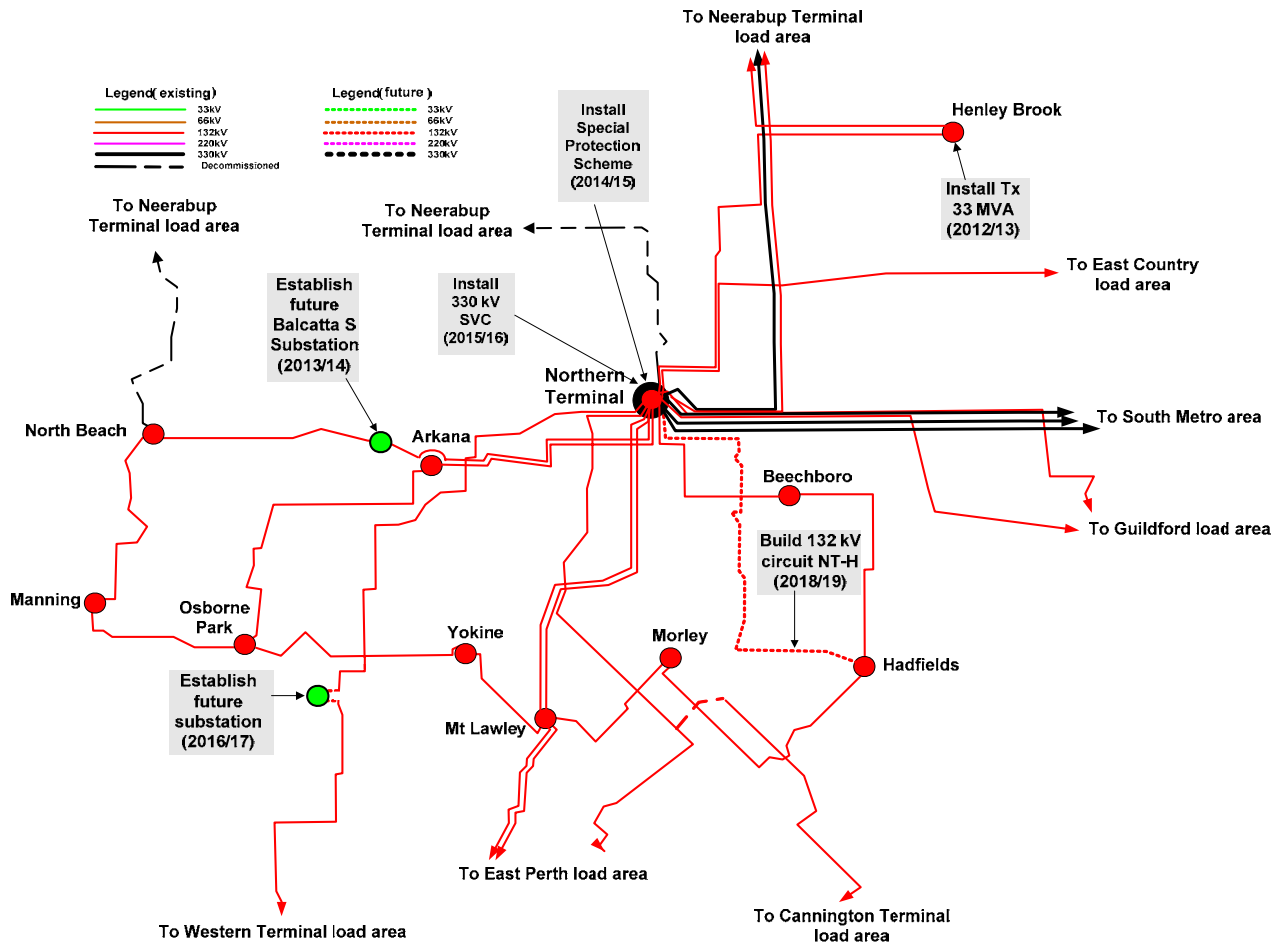 To Neerabup Terminal
load area
Legend(existing)
33kV
66kV
132kV
220kV
330kV
Decommissioned
Legend(future)
33kV
66kV
132kV
220kV
330kV
Install
Special
Protection
Scheme
(2014/15)
Henley Brook
Install Tx
33 MVA
(2012/13)
To Neerabup
Terminal load area
To Neerabup
Terminal load area
To East Country
load area
Establish
future
Balcatta S
Substation
(2013/14)
Install
330 kV
SVC
(2015/16)
Northern
Terminal
To South Metro area
North Beach
Arkana
Beechboro
To Guildford load area
Build 132 kV
circuit NT-H
(2018/19)
Manning
Osborne
Park
Yokine
Morley
Hadfields
Establish
future
substation
(2016/17)
Mt Lawley
To East Perth load area
To Western Terminal load area
To Cannington Terminal
load area